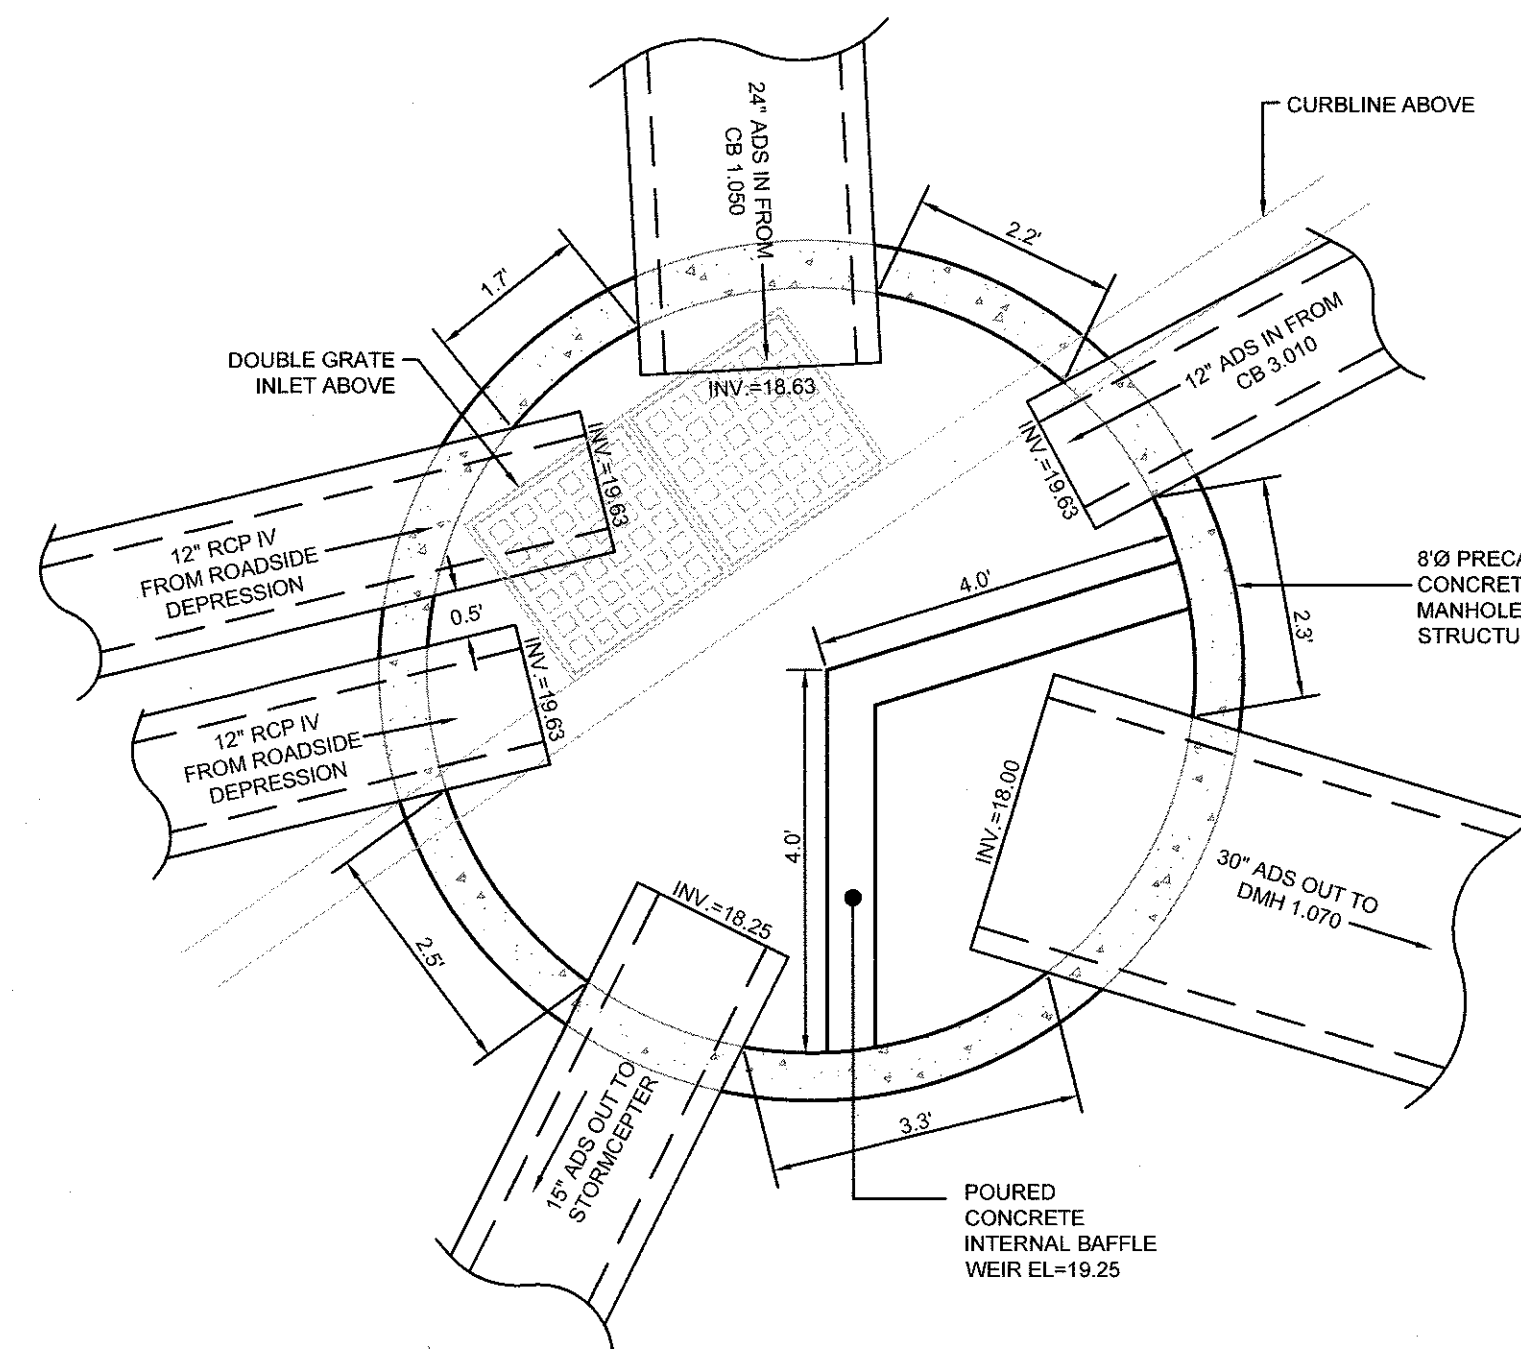 CURBLINE ABOVE
24" ADS IN FROM
CB 1.050
2.2'
1.7'
DOUBLE GRATE
INLET ABOVE
INV.=18.63
12" ADS IN FROM
CB 3.010
INV.=19.63
INV.=19.63
12" RCP IV
FROM ROADSIDE
DEPRESSION
0.5'
4.0'
8'Ø PRECA
CONCRET
MANHOLE
STRUCTU
2.3'
12" RCP IV
FROM ROADSIDE
DEPRESSION
INV.=19.63
INV.=18.00
4.0'
30" ADS OUT TO
DMH 1.070
INV.=18.25
2.5'
15" ADS OUT TO
STORMCEPTER
3.3'
POURED
CONCRETE
INTERNAL BAFFLE
WEIR EL=19.25